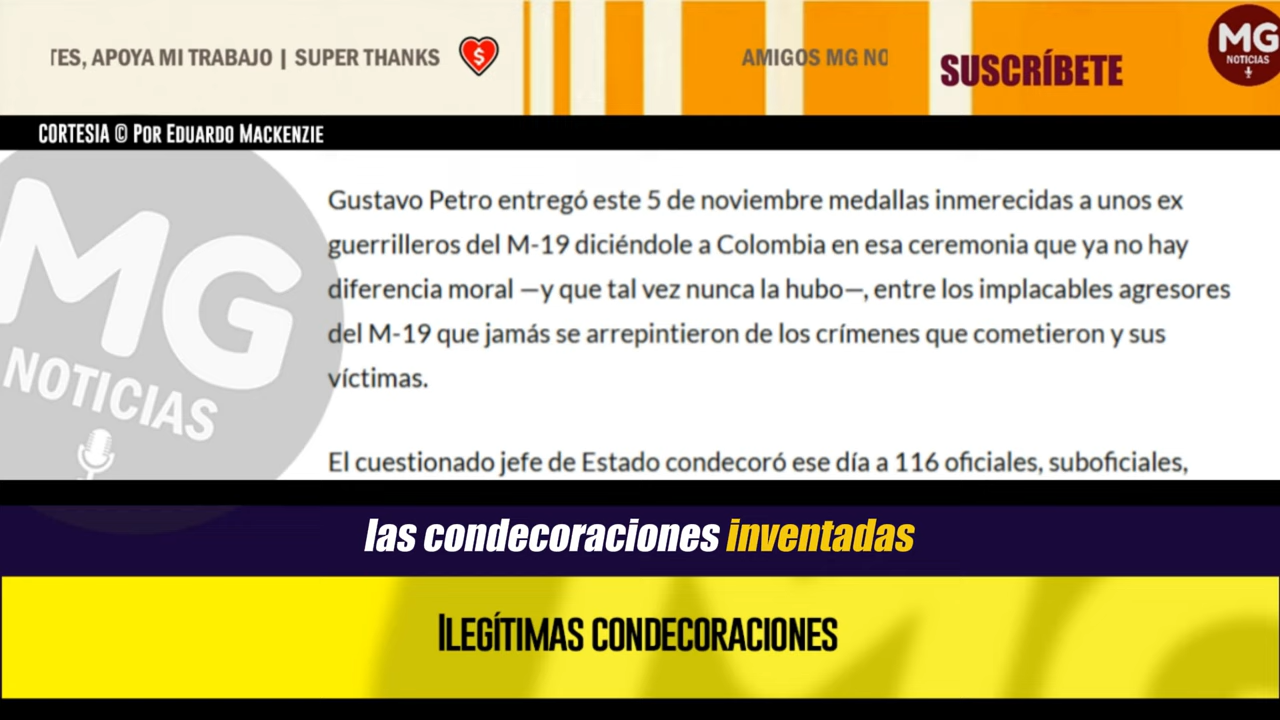 TES, APOYA MI TRABAJO | SUPER THANKS
AMIGOS MG NO
SUSCRÍBETE
MG
NOTICIAS
CORTESIA © POR EDUARDO MACKENZIE
MG
NOTICIAS
Gustavo Petro entregó este 5 de noviembre medallas inmerecidas a unos ex
guerrilleros del M-19 diciéndole a Colombia en esa ceremonia que ya no hay
diferencia moral —y que tal vez nunca la hubo—, entre los implacables agresores
del M-19 que jamás se arrepintieron de los crímenes que cometieron y sus
víctimas.
El cuestionado jefe de Estado condecoró ese día a 116 oficiales, suboficiales,
las condecoraciones inventadas
ILEGÍTIMAS CONDECORACIONES